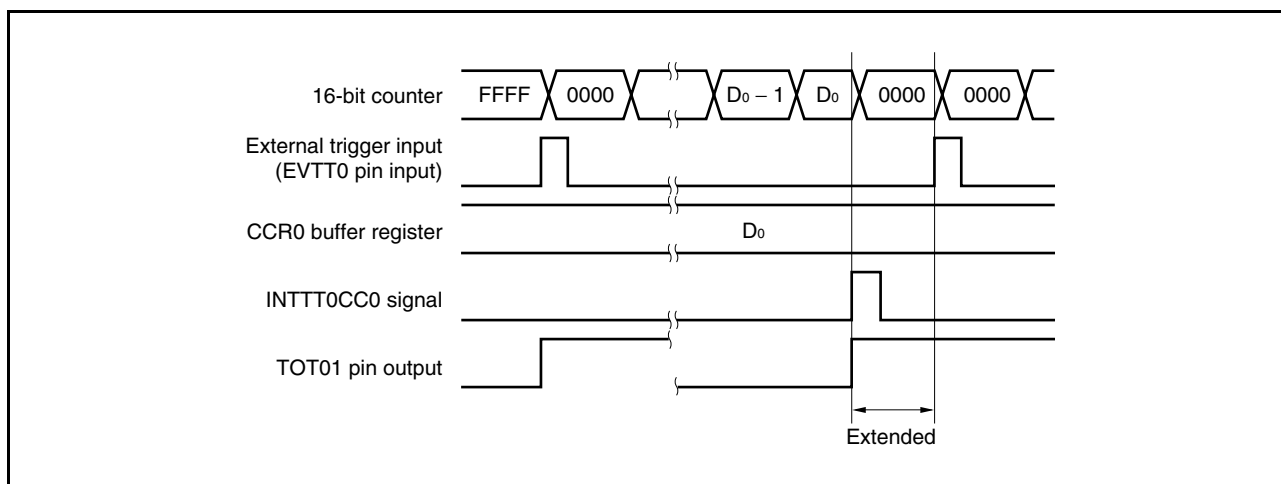 16-bit counter FFFF 0000 D0 – 1 D0 0000 0000
External trigger input
(EVTT0 pin input)
CCR0 buffer register D0
INTTT0CC0 signal
TOT01 pin output
Extended